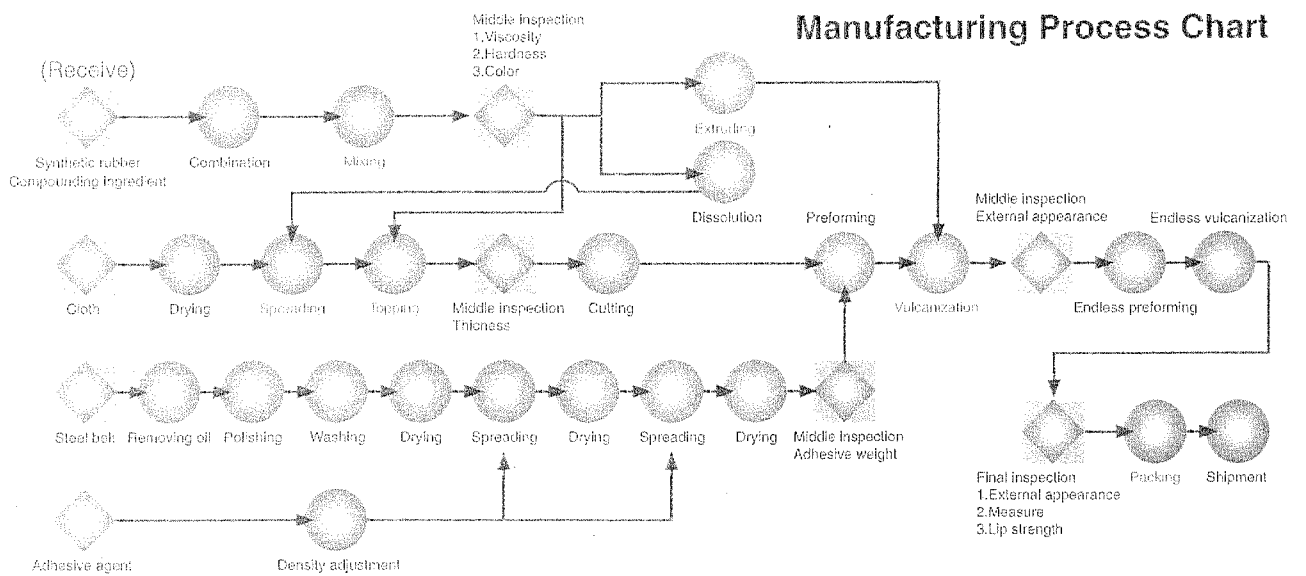 Manufacturing Process Chart
Middle inspection
1.Viscosity
2.Hardness
3.Color
(Receive)
Synthetic rubber
Compounding ingredient
Combination
Mixing
Extruding
Dissolution
Preforming
Middle inspection
External appearance
Endless vulcanization
Cloth
Drying
Spreading
Topping
Middle inspection
Thicness
Cutting
Vulcanization
Endless preforming
Steel belt
Removing oil
Polishing
Washing
Drying
Spreading
Drying
Spreading
Drying
Middle Inspection
Adhesive weight
Final inspection
1.External appearance
2.Measure
3.Lip strength
Packing
Shipment
Adhesive agent
Density adjustment